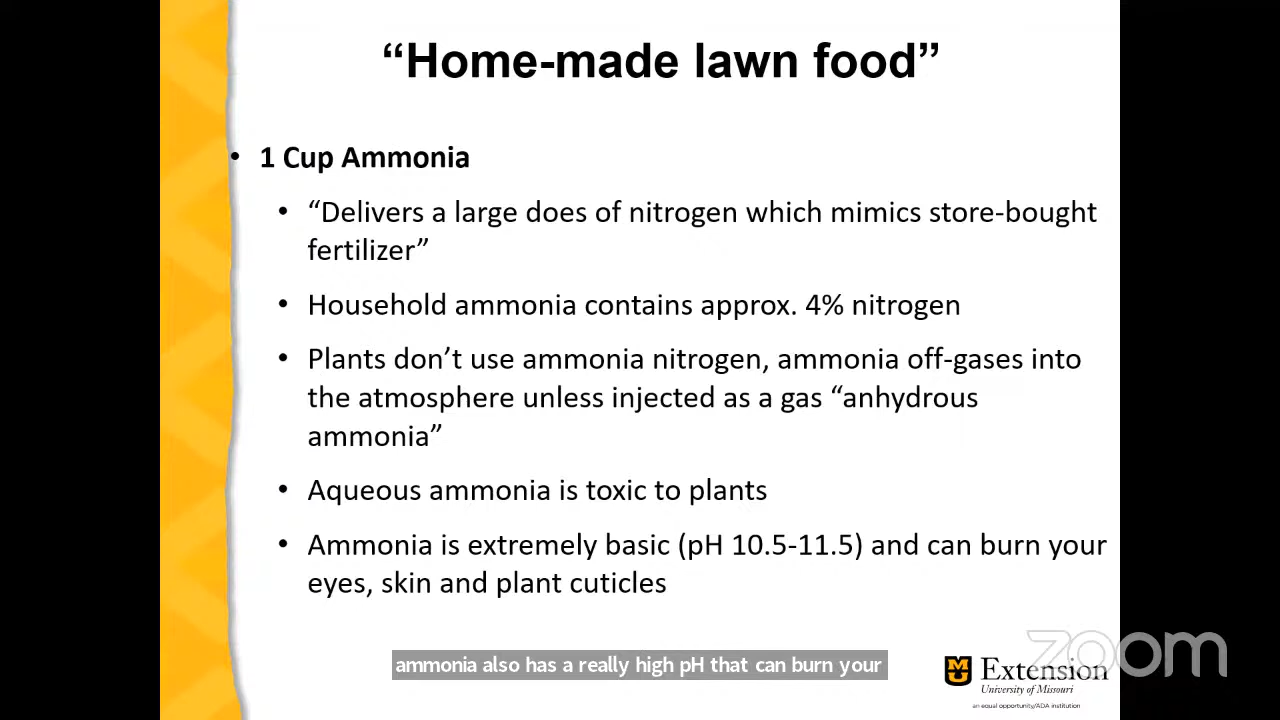 “Home-made lawn food”
• 1 Cup Ammonia
• “Delivers a large does of nitrogen which mimics store-bought
fertilizer”
• Household ammonia contains approx. 4% nitrogen
• Plants don’t use ammonia nitrogen, ammonia off-gases into
the atmosphere unless injected as a gas “anhydrous
ammonia”
• Aqueous ammonia is toxic to plants
• Ammonia is extremely basic (pH 10.5-11.5) and can burn your
eyes, skin and plant cuticles
ammonia also has a really high pH that can burn your
zoom
MU Extension
University of Missouri
an equal opportunity/ADA institution